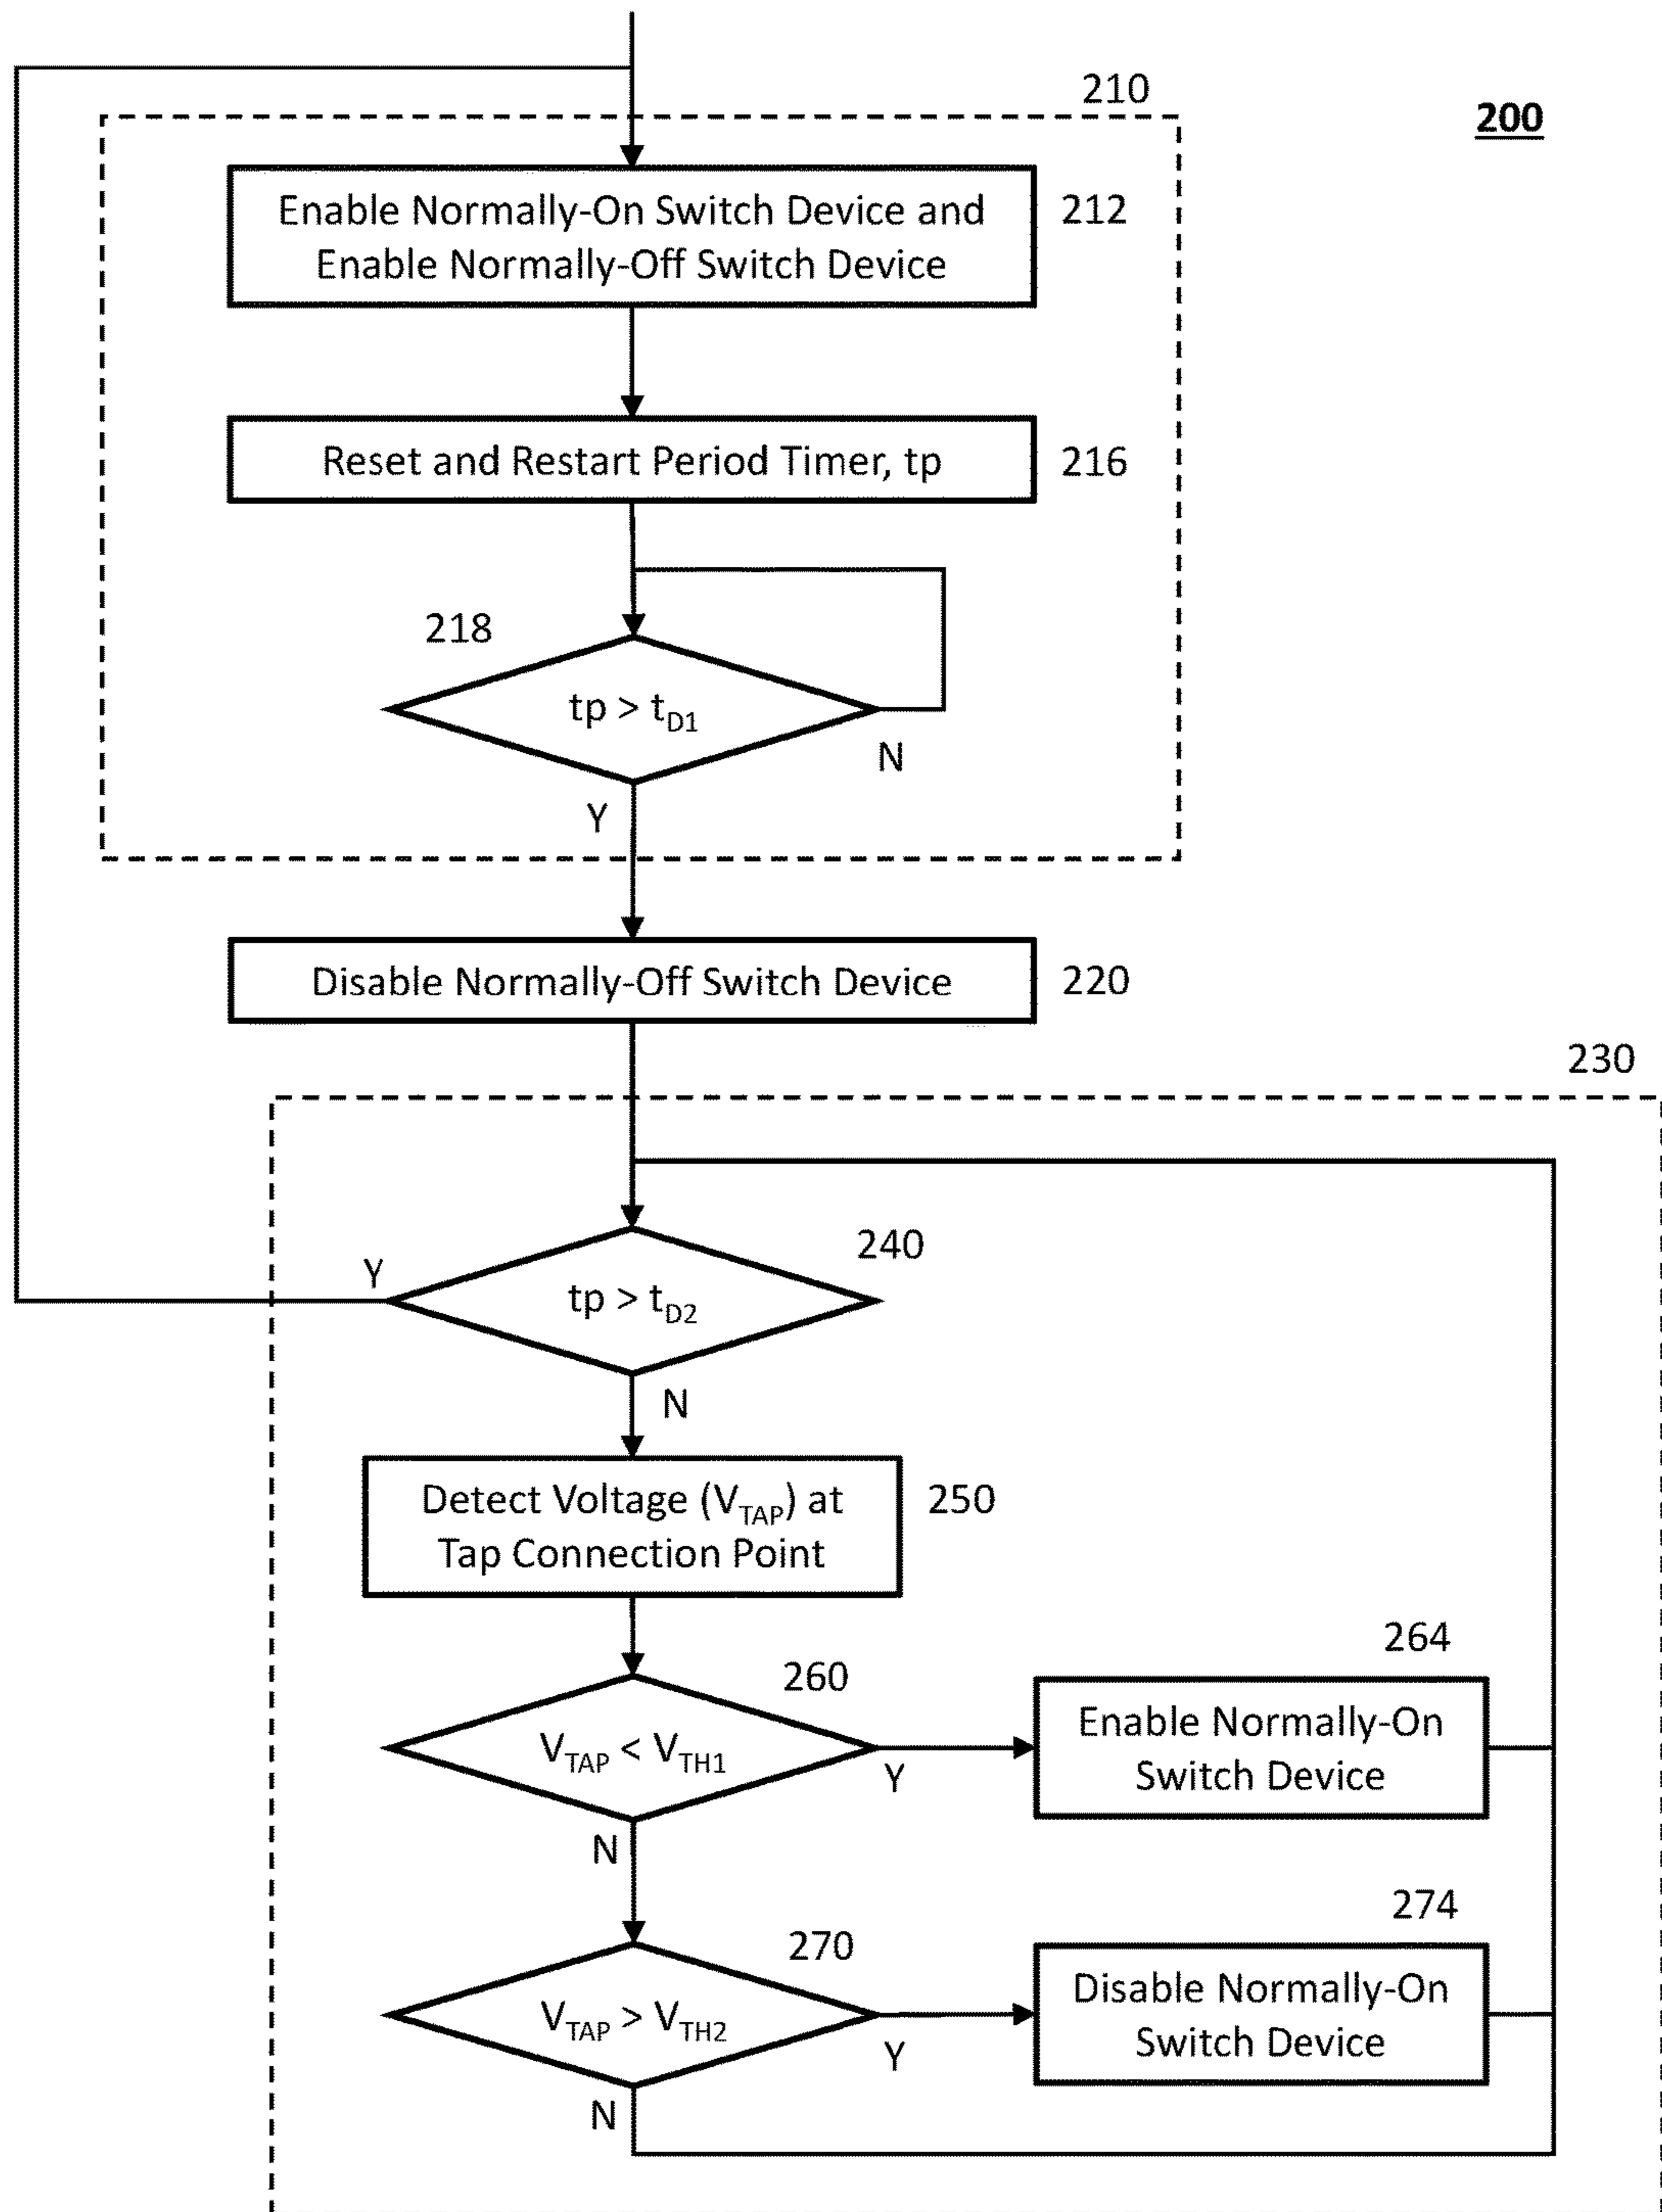 210
200
Enable Normally-On Switch Device and
Enable Normally-Off Switch Device
212
Reset and Restart Period Timer, tp
216
218
tp > tD1
N
Y
Disable Normally-Off Switch Device
220
230
240
Y
tp > tD2
N
Detect Voltage (VTAP) at
Tap Connection Point
250
264
260
VTAP < VTH1
Y
Enable Normally-On
Switch Device
N
274
270
VTAP > VTH2
Y
Disable Normally-On
Switch Device
N